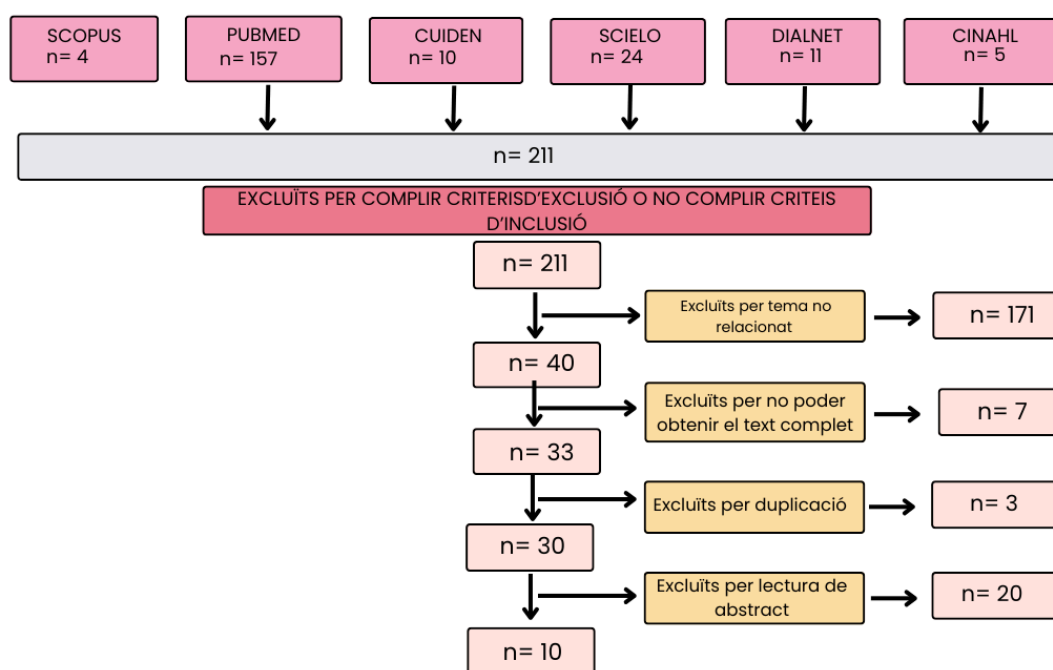 SCOPUS
n= 4
PUBMED
n= 157
CUIDEN
n= 10
SCIELO
n= 24
DIALNET
n= 11
CINAHL
n= 5
n= 211
EXCLUÏTS PER COMPLIR CRITERISD'EXCLUSIÓ O NO COMPLIR CRITEIS
D'INCLUSIÓ
n= 211
Excluïts per tema no
relacionat
n= 171
n= 40
Excluïts per no poder
obtenir el text complet
n= 7
n= 33
Excluïts per duplicació
n= 3
n= 30
Excluïts per lectura de
abstract
n= 20
n= 10